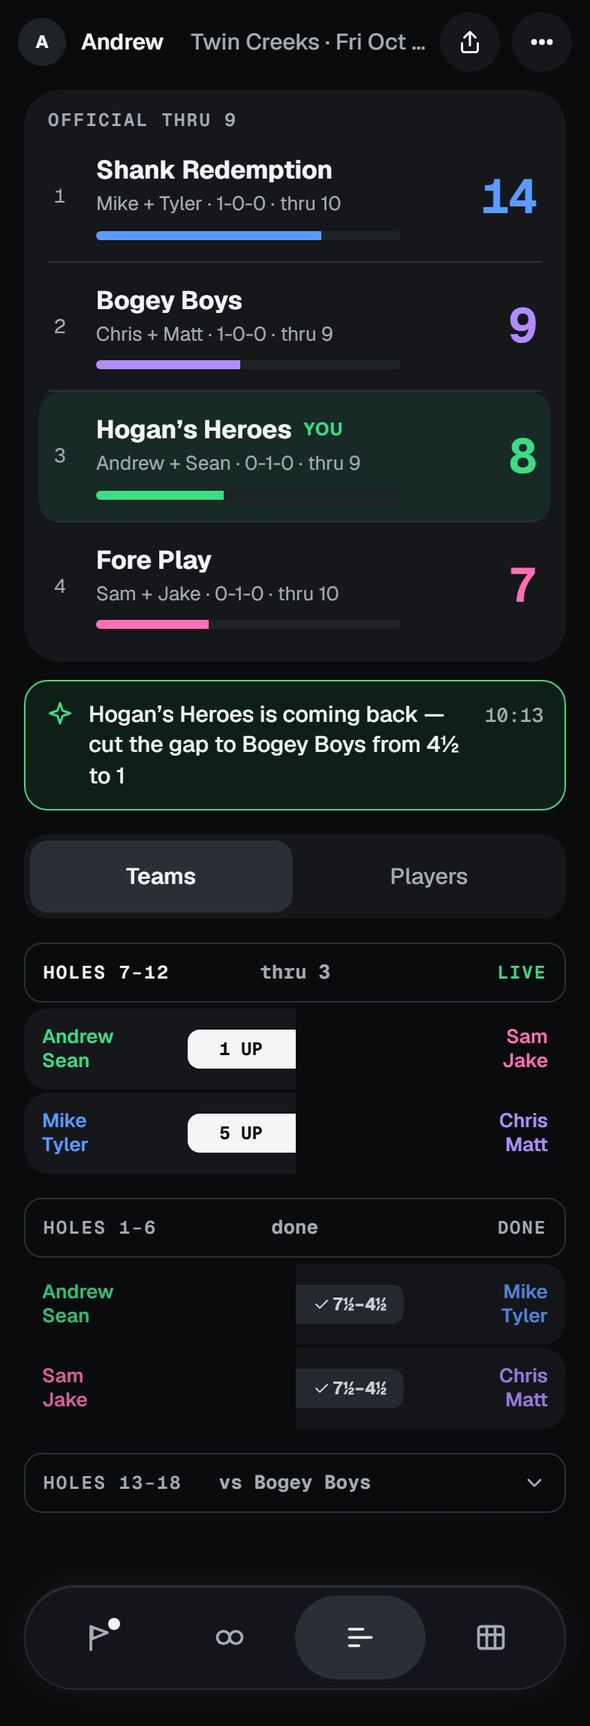 A Andrew Twin Creeks · Fri Oct ...
OFFICIAL THRU 9
1 Shank Redemption 14
Mike + Tyler · 1-0-0 · thru 10
2 Bogey Boys 9
Chris + Matt · 1-0-0 · thru 9
3 Hogan’s Heroes YOU 8
Andrew + Sean · 0-1-0 · thru 9
4 Fore Play 7
Sam + Jake · 0-1-0 · thru 10
Hogan’s Heroes is coming back — 10:13
cut the gap to Bogey Boys from 4½
to 1
Teams Players
HOLES 7–12 thru 3 LIVE
Andrew 1 UP Sam
Sean Jake
Mike 5 UP Chris
Tyler Matt
HOLES 1–6 done DONE
Andrew ✓ 7½–4½ Mike
Sean Tyler
Sam ✓ 7½–4½ Chris
Jake Matt
HOLES 13–18 vs Bogey Boys